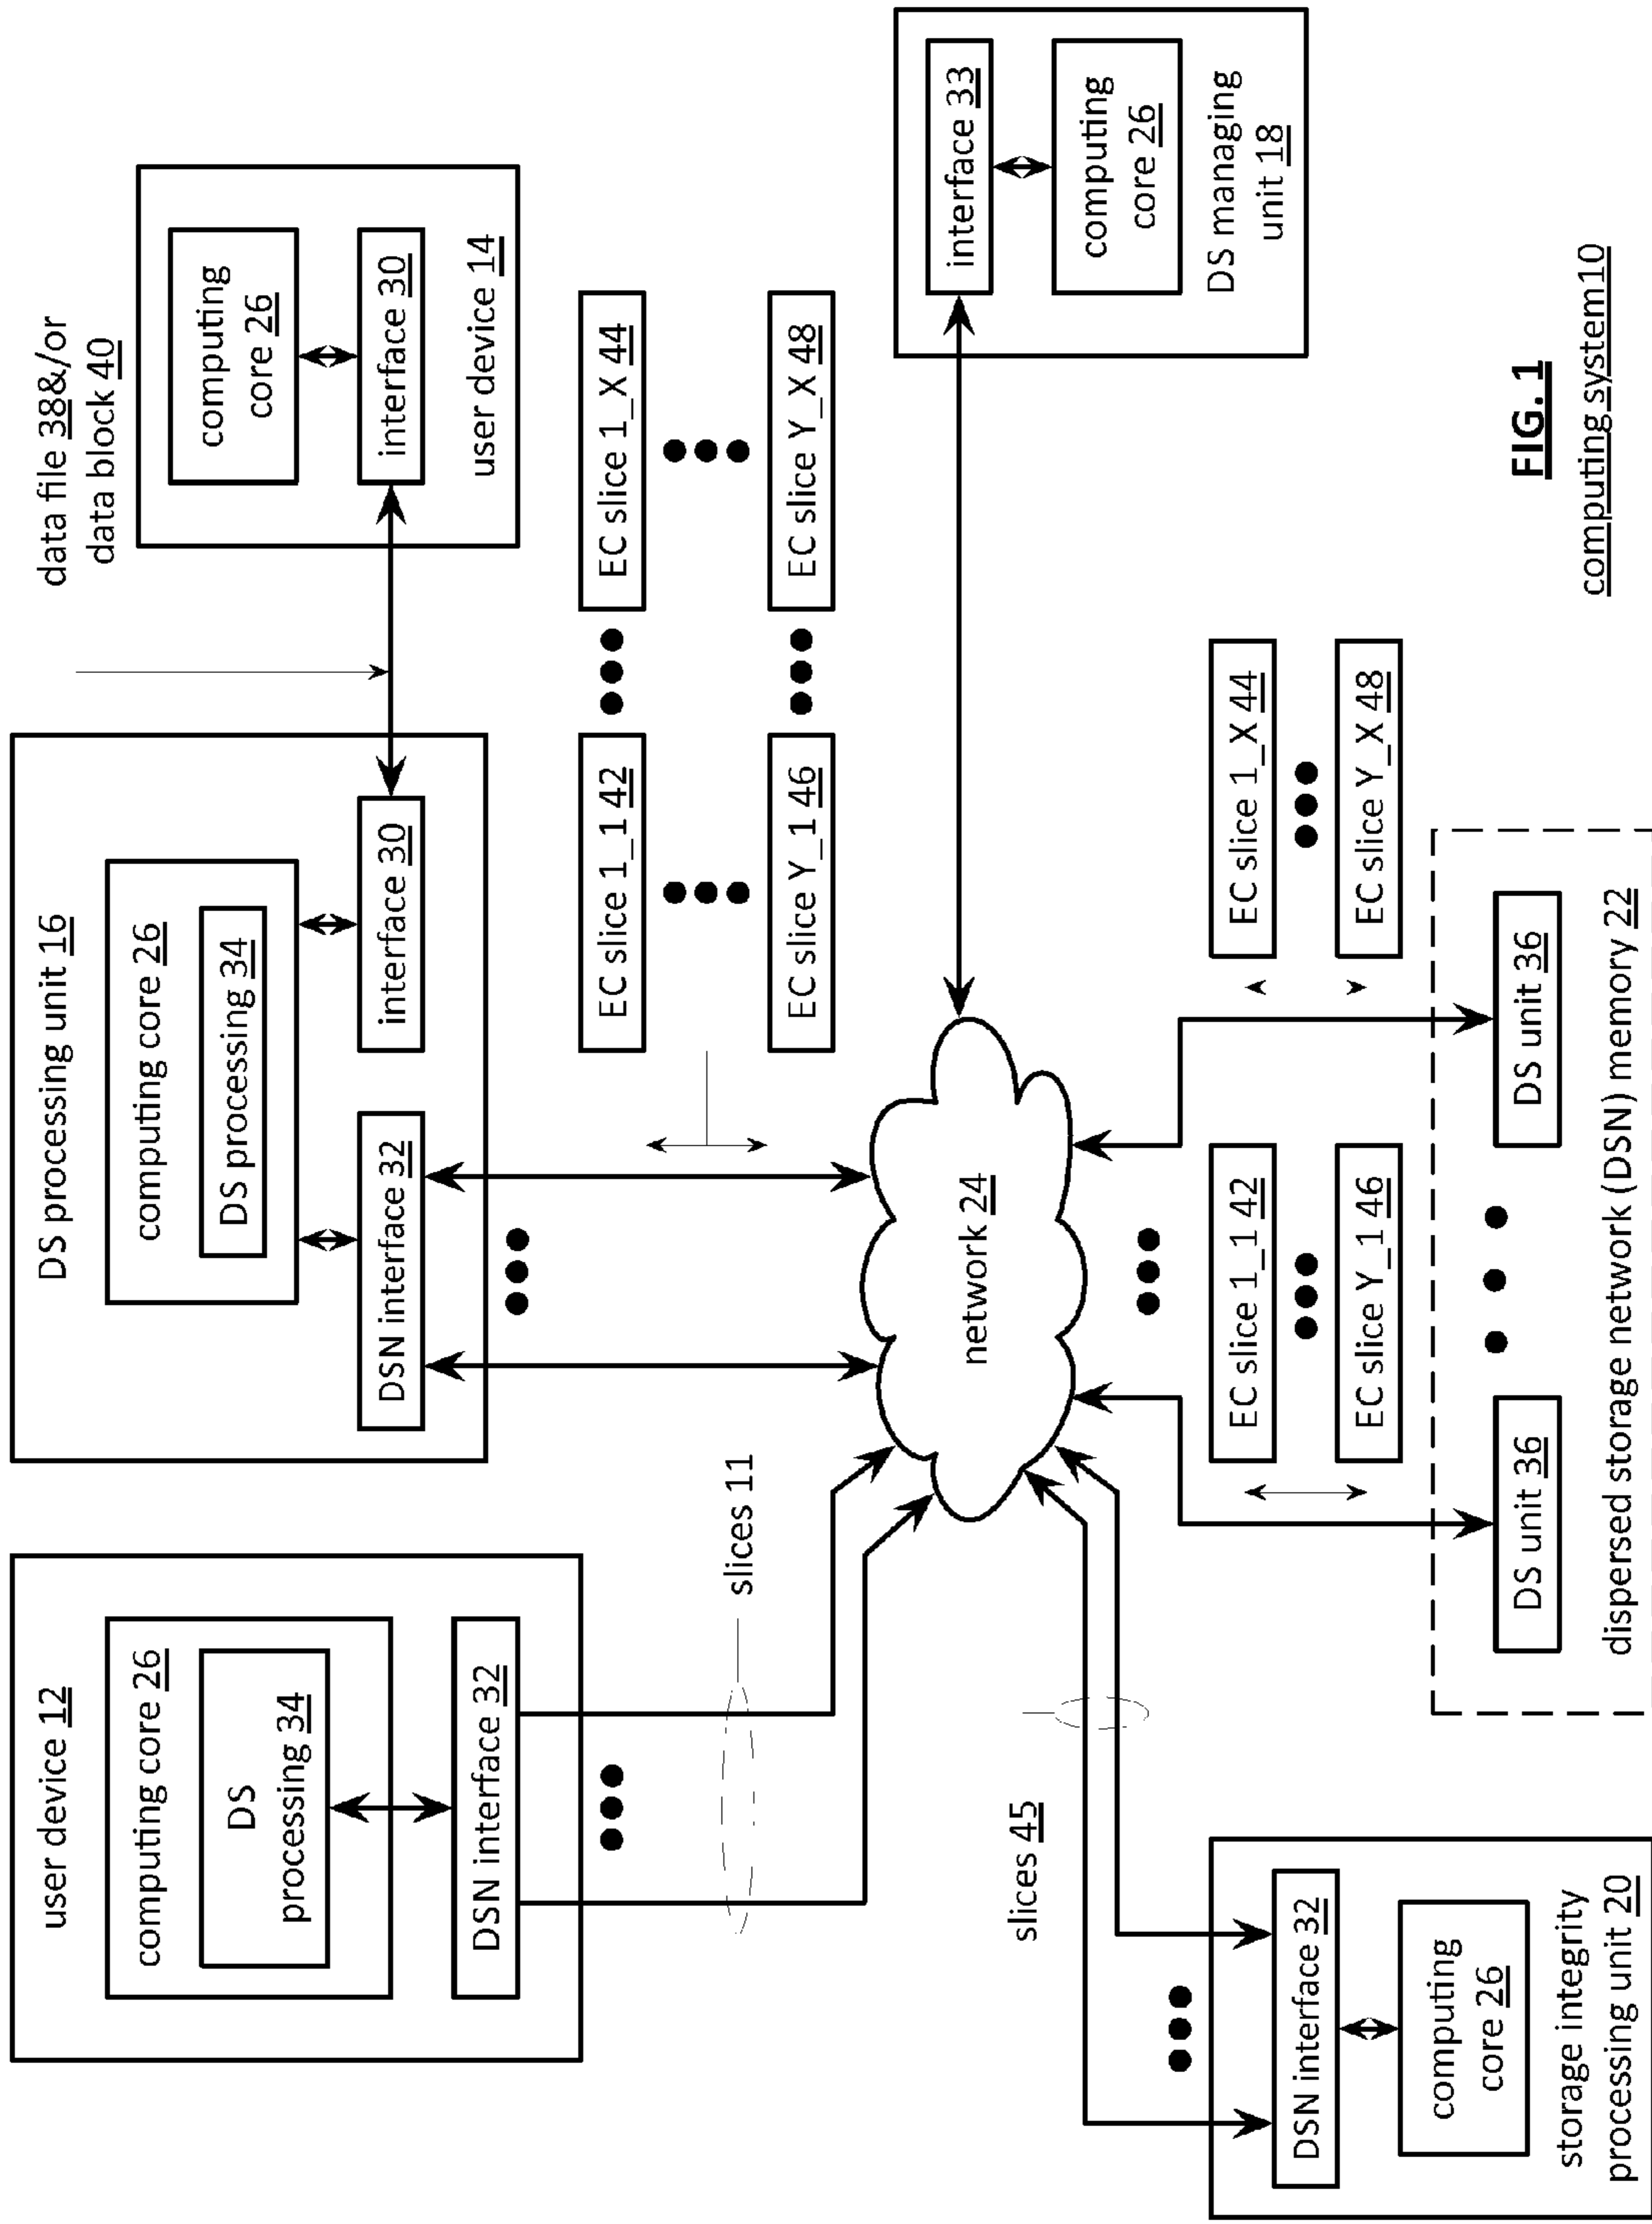 user device 12
computing core 26
DS
processing 34
DSN interface 32
slices 11
DS processing unit 16
computing core 26
DS processing 34
DSN interface 32
interface 30
data file 38&/or
data block 40
computing
core 26
interface 30
user device 14
EC slice 1_1 42
EC slice 1_X 44
EC slice Y_1 46
EC slice Y_X 48
network 24
interface 33
computing
core 26
DS managing
unit 18
slices 45
DSN interface 32
computing
core 26
storage integrity
processing unit 20
EC slice 1_1 42
EC slice 1_X 44
EC slice Y_1 46
EC slice Y_X 48
DS unit 36
DS unit 36
dispersed storage network (DSN) memory 22
FIG. 1
computing system10